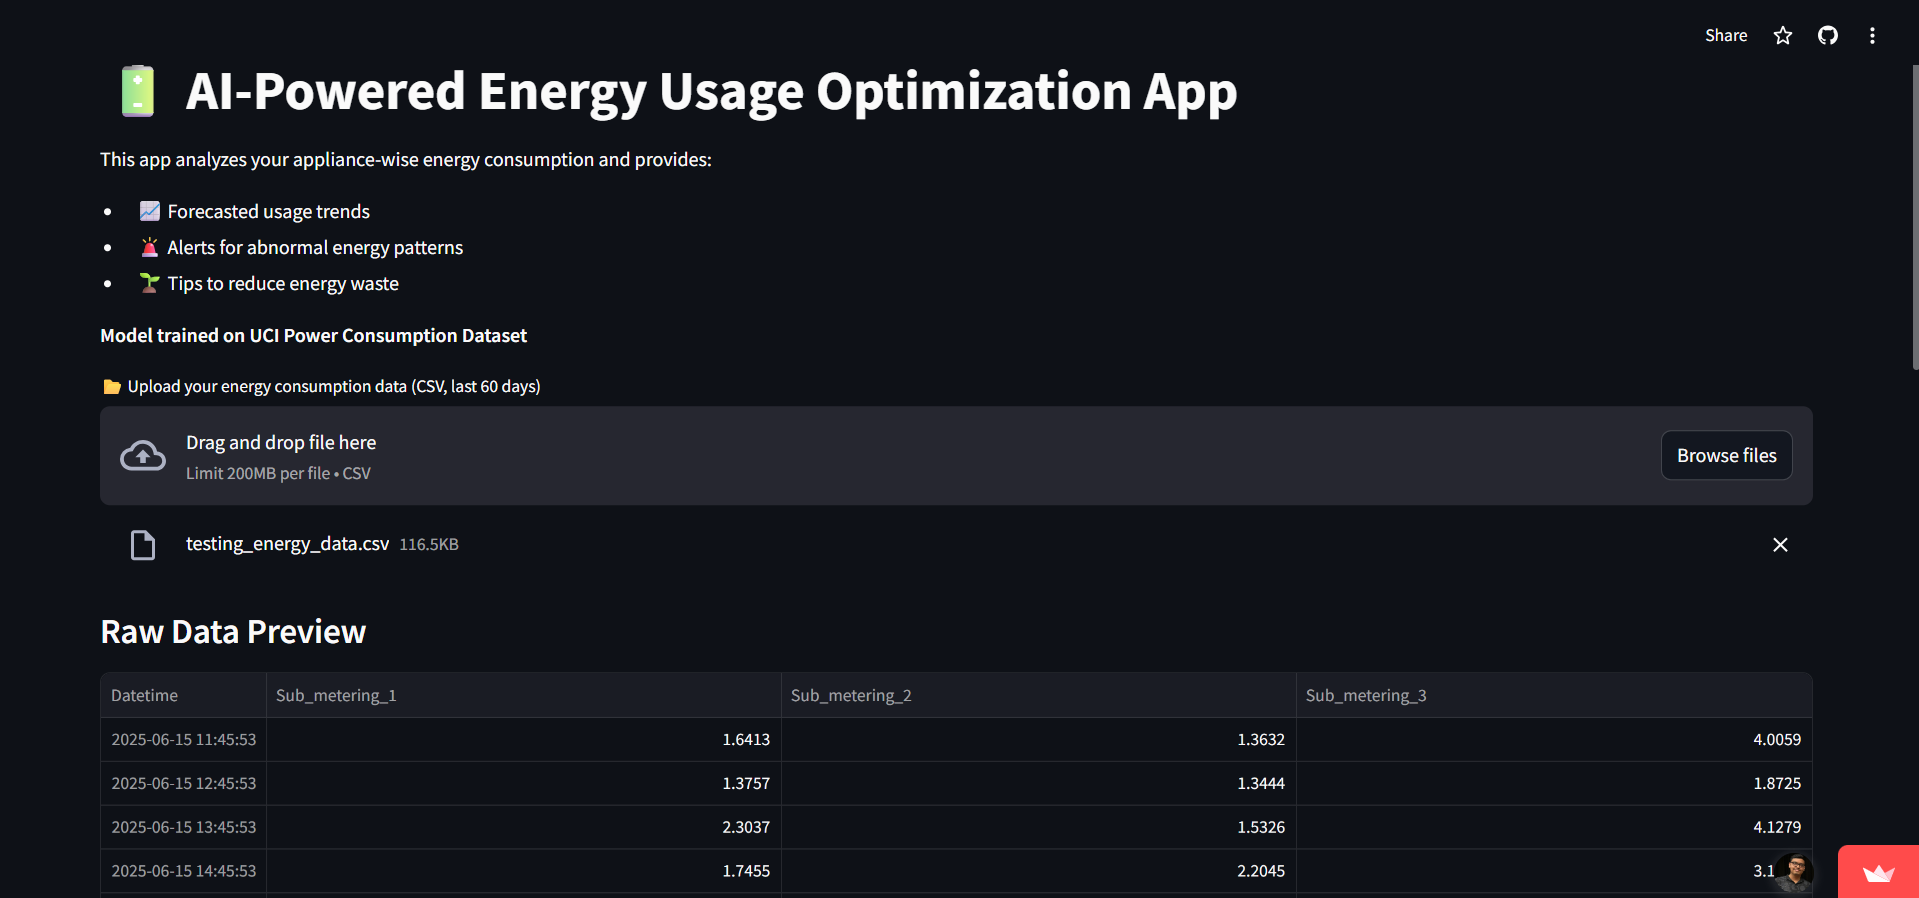 Share
AI-Powered Energy Usage Optimization App
This app analyzes your appliance-wise energy consumption and provides:
Forecasted usage trends
Alerts for abnormal energy patterns
Tips to reduce energy waste
Model trained on UCI Power Consumption Dataset
Upload your energy consumption data (CSV, last 60 days)
Drag and drop file here
Limit 200MB per file • CSV
Browse files
testing_energy_data.csv 116.5KB
Raw Data Preview
Datetime Sub_metering_1 Sub_metering_2 Sub_metering_3
2025-06-15 11:45:53 1.6413 1.3632 4.0059
2025-06-15 12:45:53 1.3757 1.3444 1.8725
2025-06-15 13:45:53 2.3037 1.5326 4.1279
2025-06-15 14:45:53 1.7455 2.2045